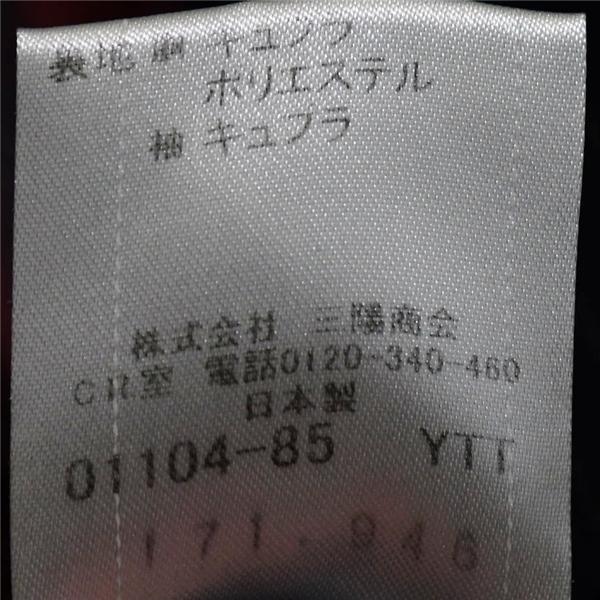 裏地 胴 キュプラ
ポリエステル
袖 キュプラ
株式会社 三陽商会
CR室 電話0120-340-460
日本製
01104-85 YTT
171.946